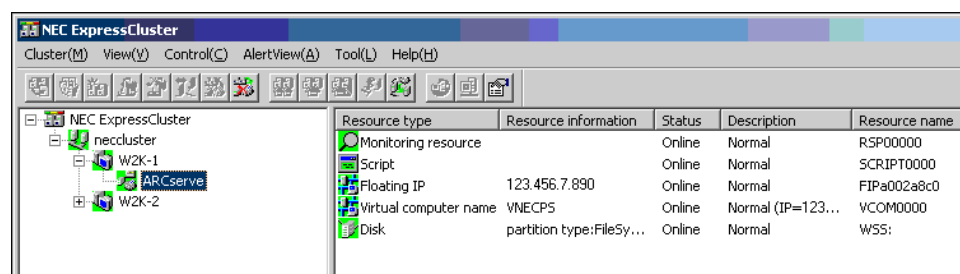 NEC ExpressCluster
Cluster(M) View(V) Control(C) AlertView(A) Tool(L) Help(H)
NEC ExpressCluster
neccluster
W2K-1
ARCserve
W2K-2
Resource type Resource information Status Description Resource name
Monitoring resource Online Normal RSP00000
Script Online Normal SCRIPT0000
Floating IP 123.456.7.890 Online Normal FIPa002a8c0
Virtual computer name VNECPS Online Normal (IP=123... VCOM0000
Disk partition type:FileSy... Online Normal WSS: